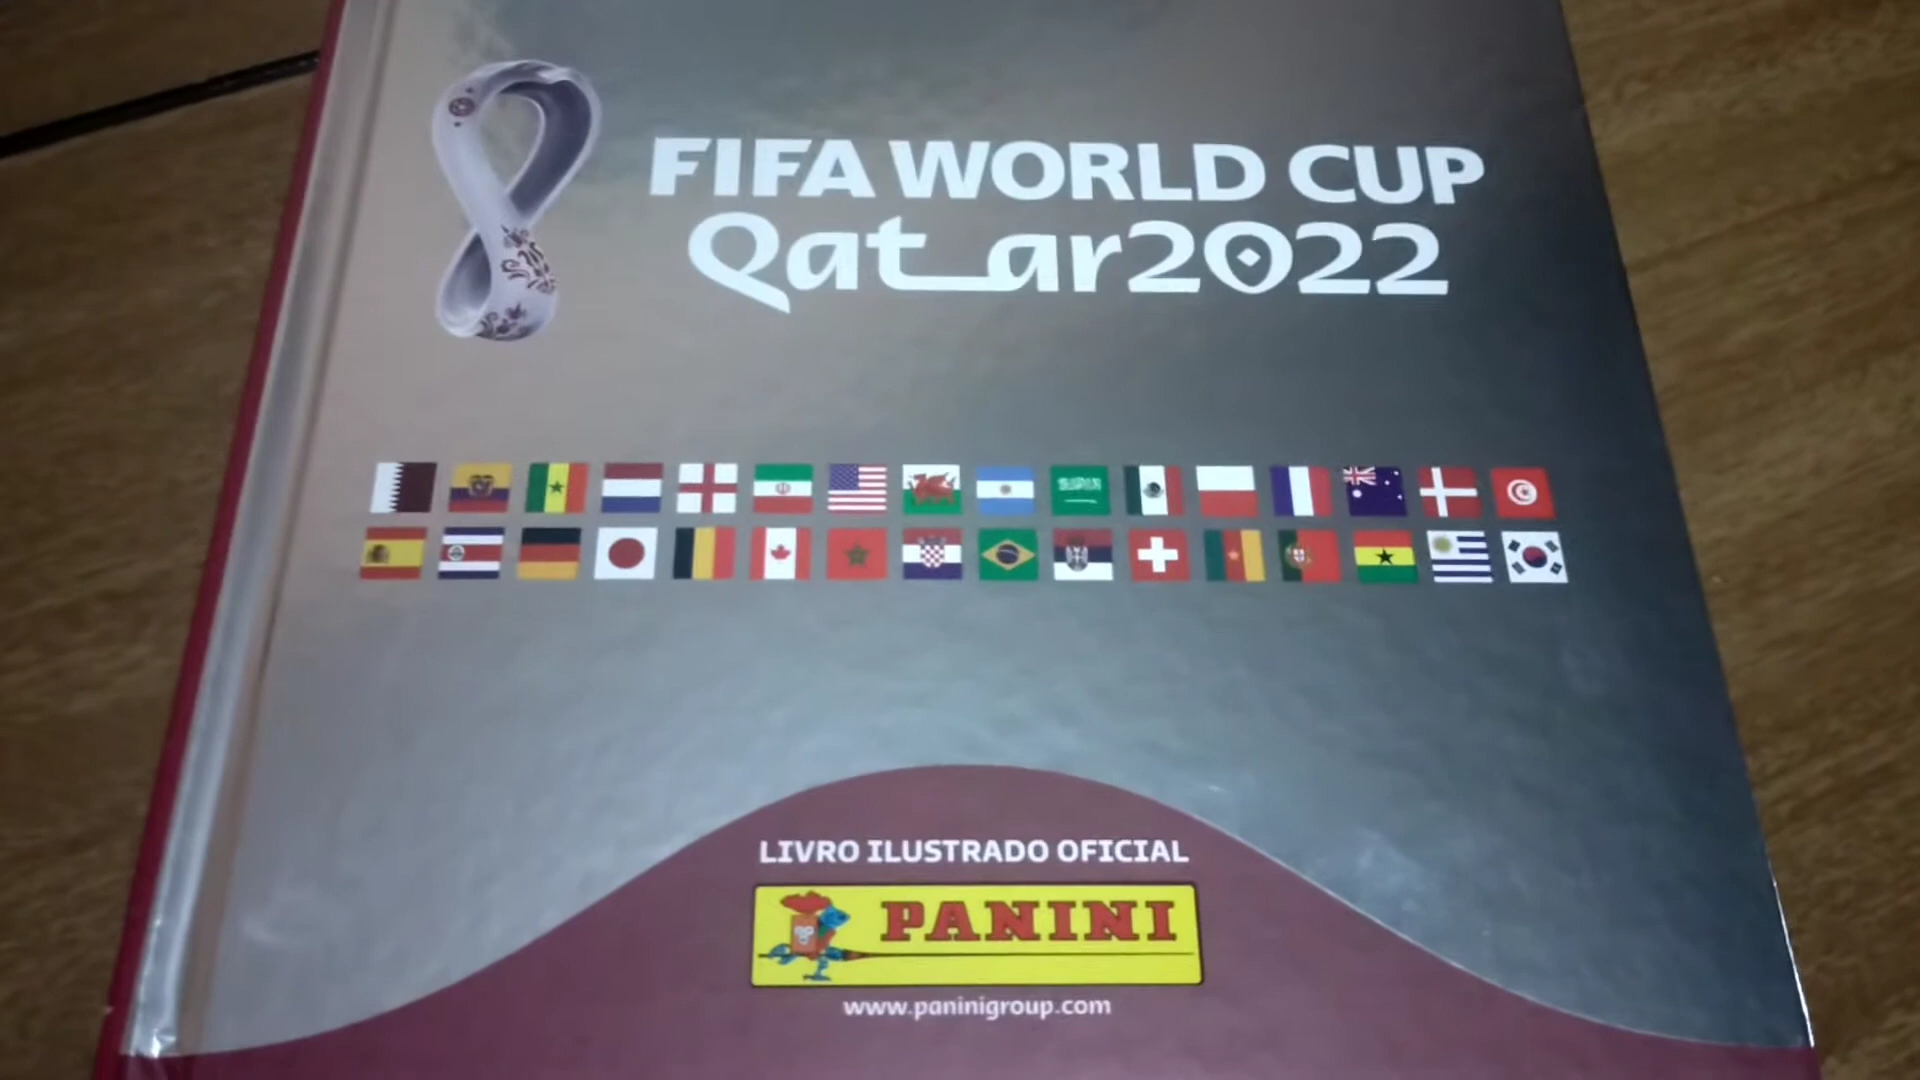 FIFA WORLD CUP
Qatar2022
LIVRO ILUSTRADO OFICIAL
PANINI
www.paninigroup.com